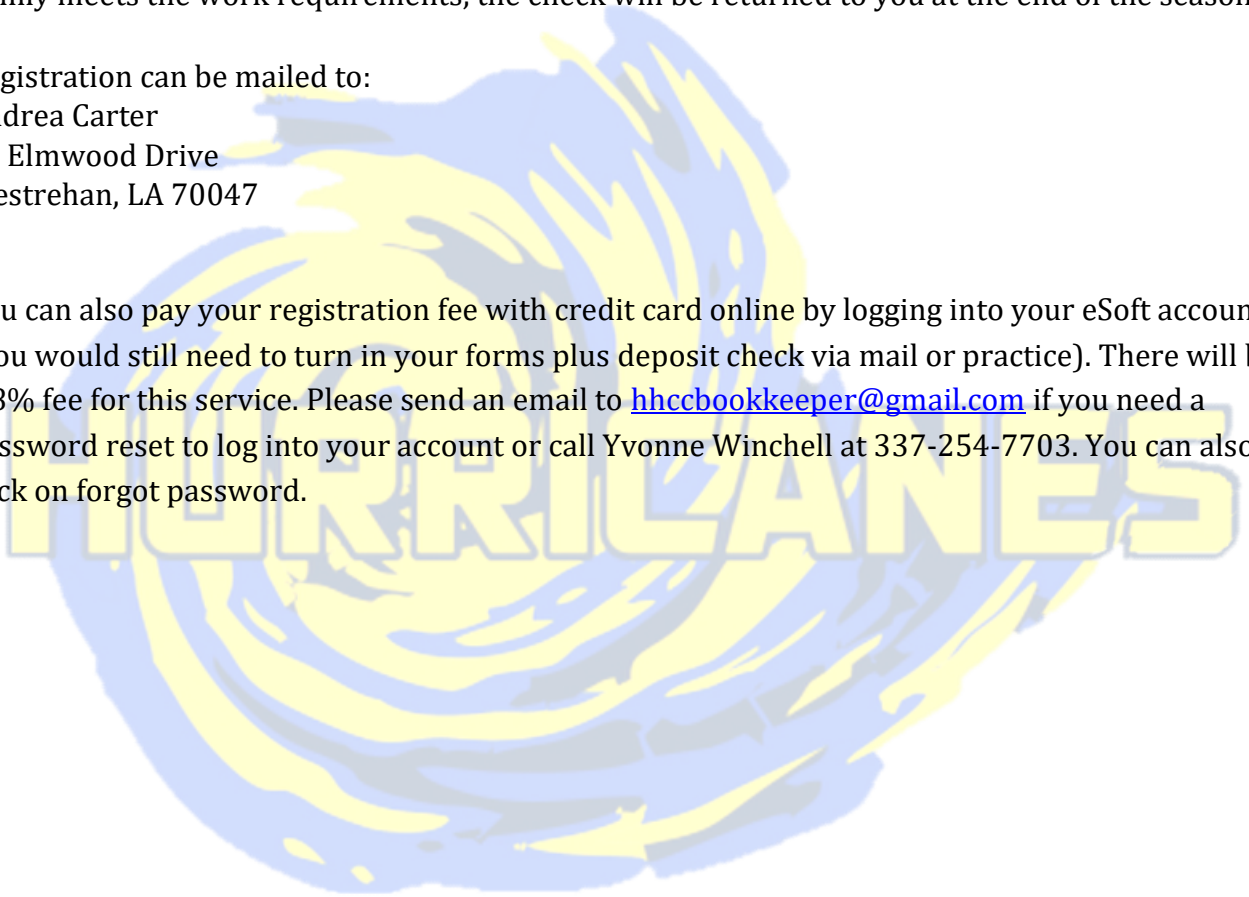 mily meets the work requirements, the check will be returned to you at the end of the season
gistration can be mailed to:
drea Carter
Elmwood Drive
estrehan, LA 70047
u can also pay your registration fee with credit card online by logging into your eSoft accoun
ou would still need to turn in your forms plus deposit check via mail or practice). There will b
3% fee for this service. Please send an email to hhccbookkeeper@gmail.com if you need a
ssword reset to log into your account or call Yvonne Winchell at 337-254-7703. You can also
ck on forgot password.
HURRICANES